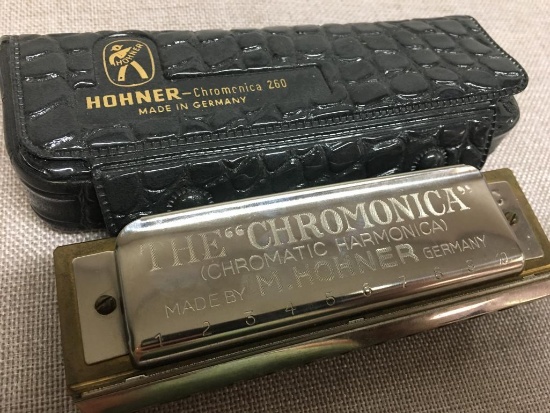 HOHNER
HOHNER-Chromonica 260
MADE IN GERMANY
THE "CHROMONICA"
(CHROMATIC HARMONICA)
MADE BY M. HOHNER GERMANY
1 2 3 4 5 6 7 8 9 10